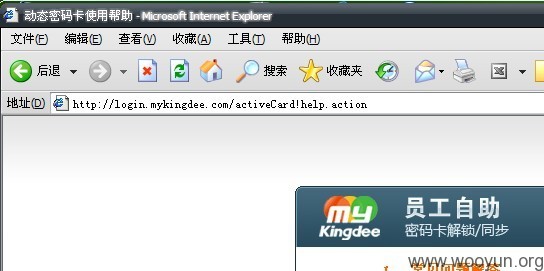 动态密码卡使用帮助 - Microsoft Internet Explorer
文件(F) 编辑(E) 查看(V) 收藏(A) 工具(T) 帮助(H)
后退 搜索 收藏夹
地址(D) http://login.mykingdee.com/activeCard!help.action
my Kingdee
员工自助
密码卡解锁/同步
www.wooyun.org